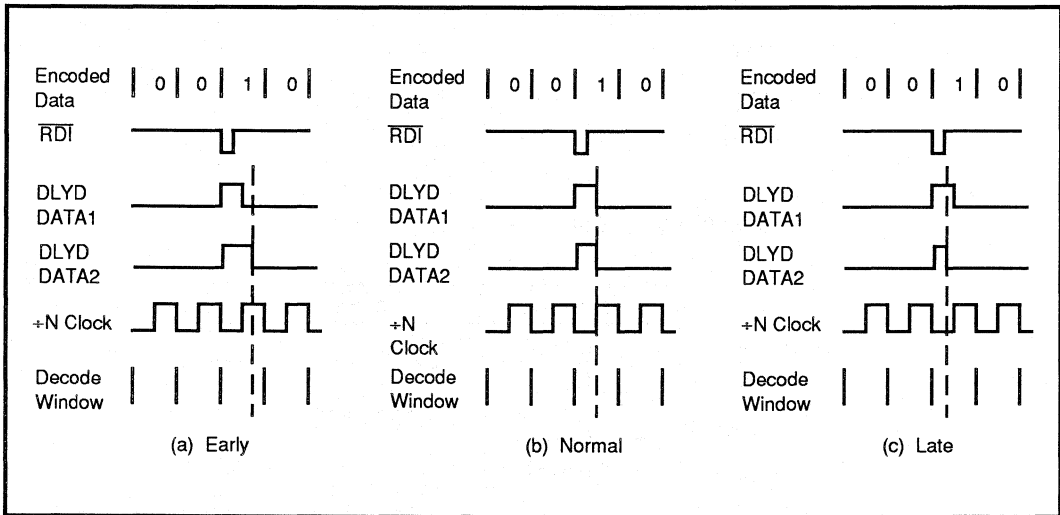 Encoded Data | 0 | 0 | 1 | 0 |
RDI
DLYD DATA1
DLYD DATA2
÷N Clock
Decode Window
(a) Early
Encoded Data | 0 | 0 | 1 | 0 |
RDI
DLYD DATA1
DLYD DATA2
÷N Clock
Decode Window
(b) Normal
Encoded Data | 0 | 0 | 1 | 0 |
RDI
DLYD DATA1
DLYD DATA2
÷N Clock
Decode Window
(c) Late